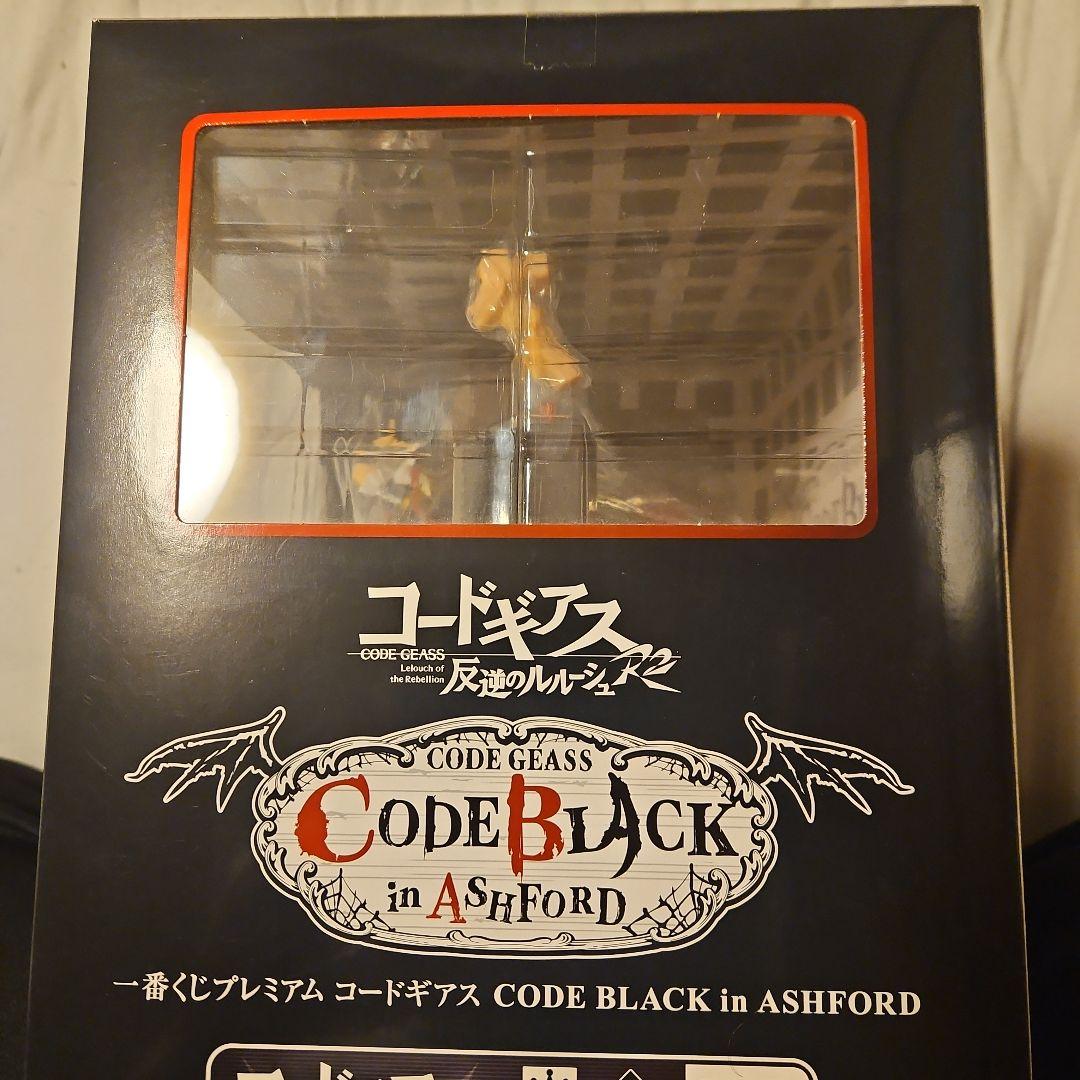 コードギアス
CODE GEASS
Lelouch of
the Rebellion
反逆のルルーシュR2
CODE GEASS
CODE BLACK
in ASHFORD
一番くじプレミアム コードギアス CODE BLACK in ASHFORD